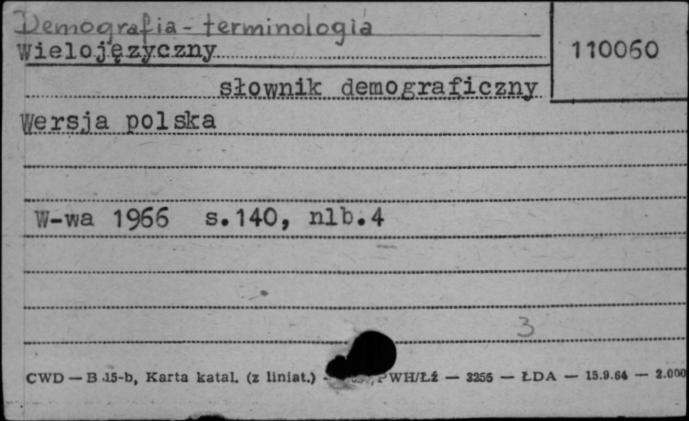 Demografia - terminologia
Wielojęzyczny
110060
słownik demograficzny
Wersja polska
W-wa 1966 s.140, nlb.4
3
CWD — B 15-b, Karta katal. (z liniat.) WH/ŁŹ — 3256 — ŁDA — 15.9.64 — 2.000